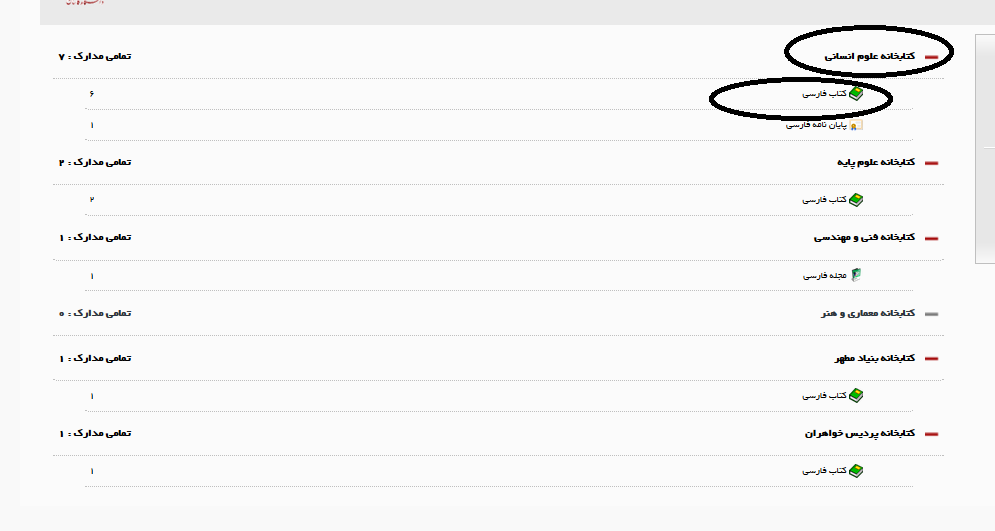 کتابخانه علوم انسانی تمامی مدارک : ۷
کتاب فارسی ۶
پایان نامه فارسی ۱
کتابخانه علوم پایه تمامی مدارک : ۲
کتاب فارسی ۲
کتابخانه فنی و مهندسی تمامی مدارک : ۱
مجله فارسی ۱
کتابخانه معماری و هنر تمامی مدارک : ۰
کتابخانه بنیاد مطهر تمامی مدارک : ۱
کتاب فارسی ۱
کتابخانه پردیس خواهران تمامی مدارک : ۱
کتاب فارسی ۱